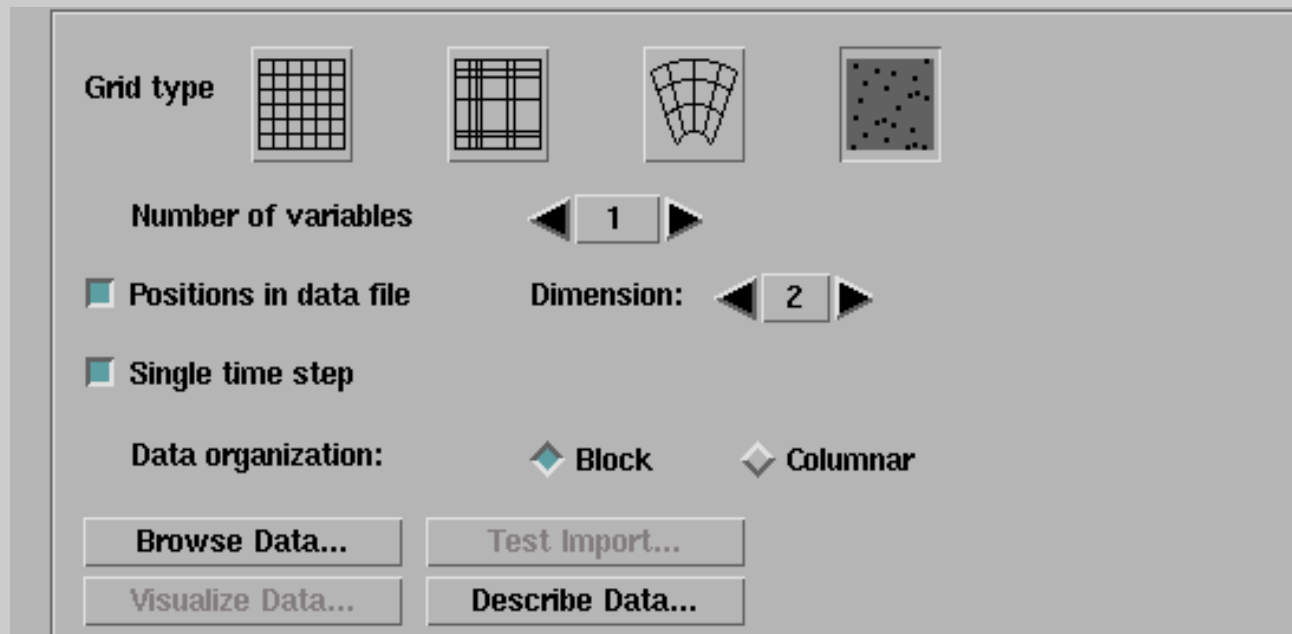 Grid type
Number of variables 1
Positions in data file Dimension: 2
Single time step
Data organization: Block Columnar
Browse Data... Test Import...
Visualize Data... Describe Data...